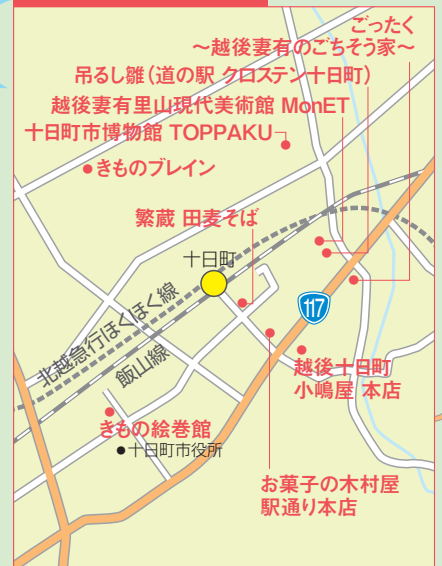 ごったく
～越後妻有のごちそう家～
吊るし雛（道の駅 クロステン十日町）
越後妻有里山現代美術館 MonET
十日町市博物館 TOPPAKU
きものブレイン
繁蔵 田麦そば
十日町
117
北越急行ほくほく線
飯山線
越後十日町
小嶋屋 本店
きもの絵巻館
十日町市役所
お菓子の木村屋
駅通り本店